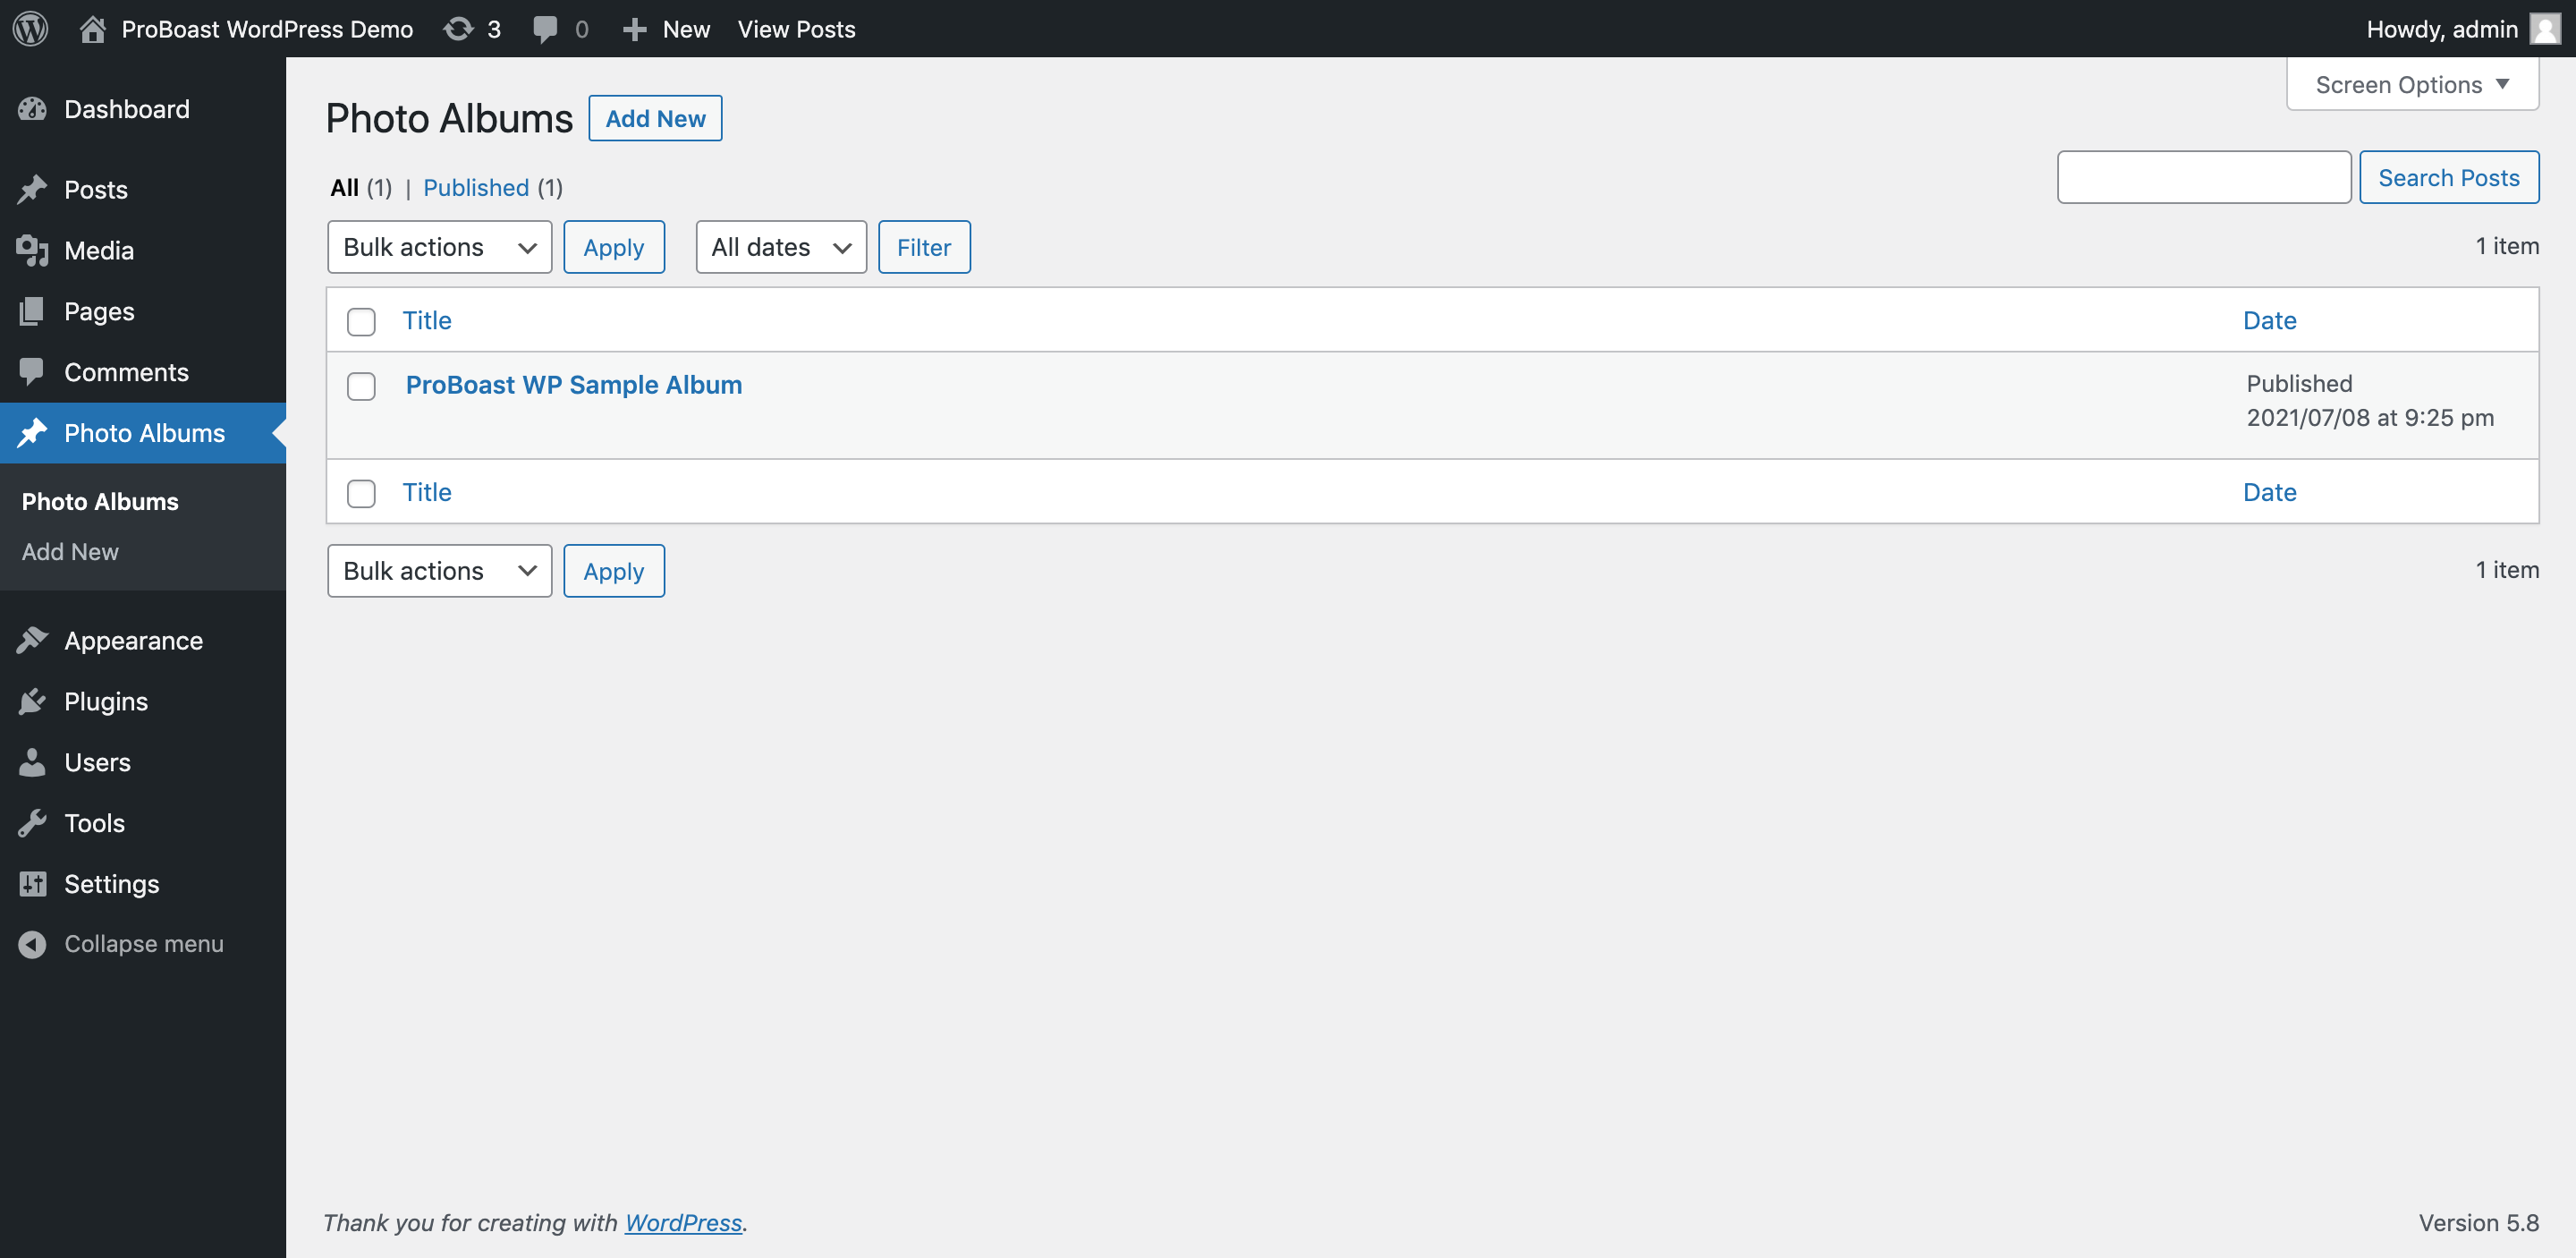 ProBoast WordPress Demo 3 0 New View Posts Howdy, admin
Dashboard
Posts
Media
Pages
Comments
Photo Albums
Photo Albums
Add New
Appearance
Plugins
Users
Tools
Settings
Collapse menu
Screen Options
Photo Albums Add New
All (1) | Published (1)
Search Posts
Bulk actions Apply All dates Filter 1 item
Title Date
ProBoast WP Sample Album Published
2021/07/08 at 9:25 pm
Title Date
Bulk actions Apply 1 item
Thank you for creating with WordPress. Version 5.8